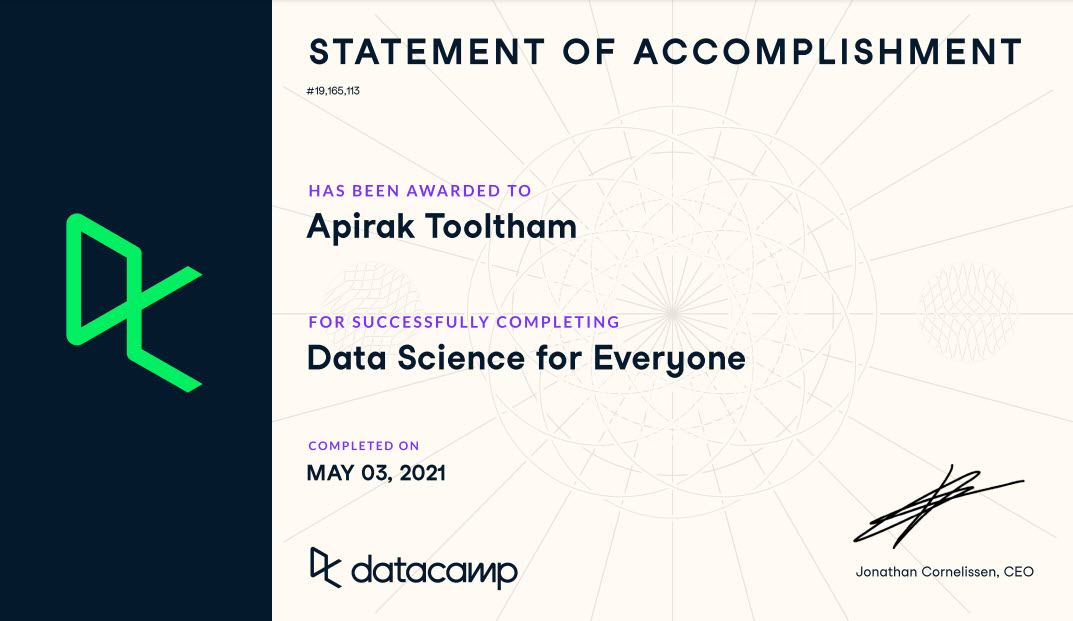 STATEMENT OF ACCOMPLISHMENT
#19,165,113
HAS BEEN AWARDED TO
Apirak Tooltham
FOR SUCCESSFULLY COMPLETING
Data Science for Everyone
COMPLETED ON
MAY 03, 2021
datacamp
Jonathan Cornelissen, CEO